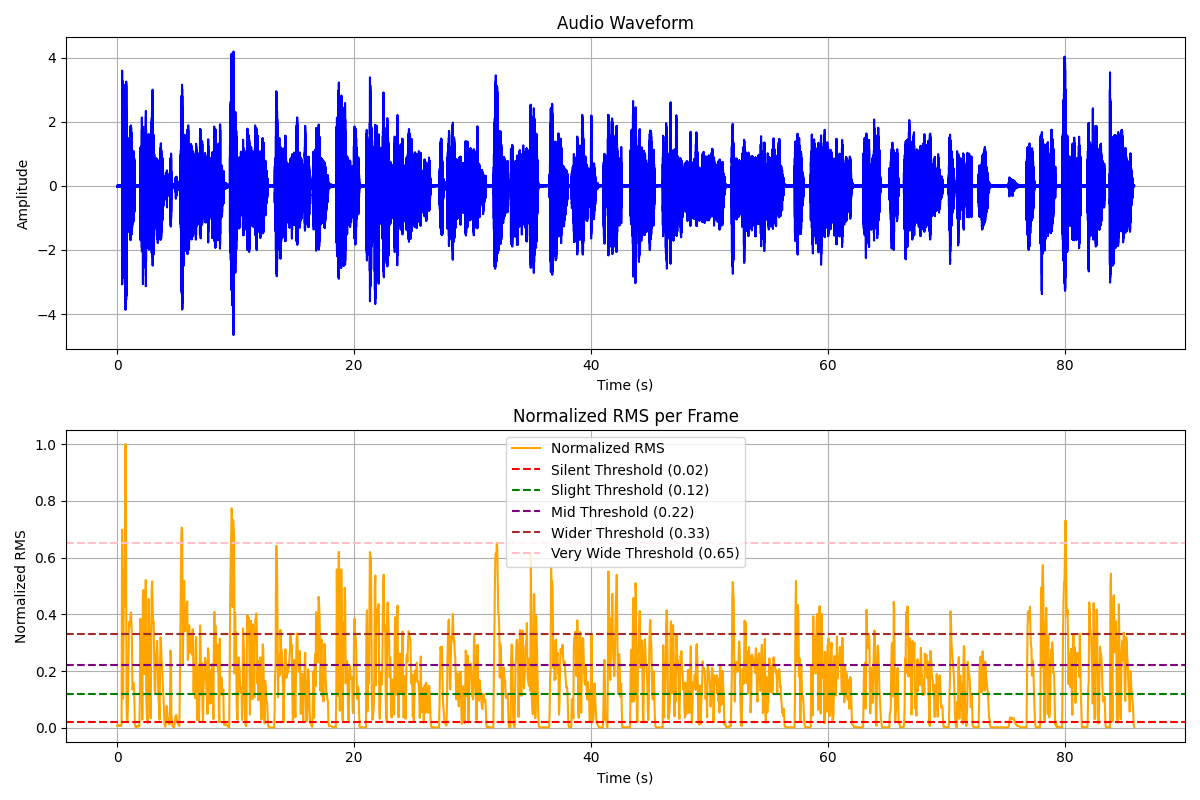 Audio Waveform
4
2
0
−2
−4
Amplitude
0 20 40 60 80
Time (s)
Normalized RMS per Frame
1.0
0.8
0.6
0.4
0.2
0.0
Normalized RMS
Normalized RMS
Silent Threshold (0.02)
Slight Threshold (0.12)
Mid Threshold (0.22)
Wider Threshold (0.33)
Very Wide Threshold (0.65)
0 20 40 60 80
Time (s)